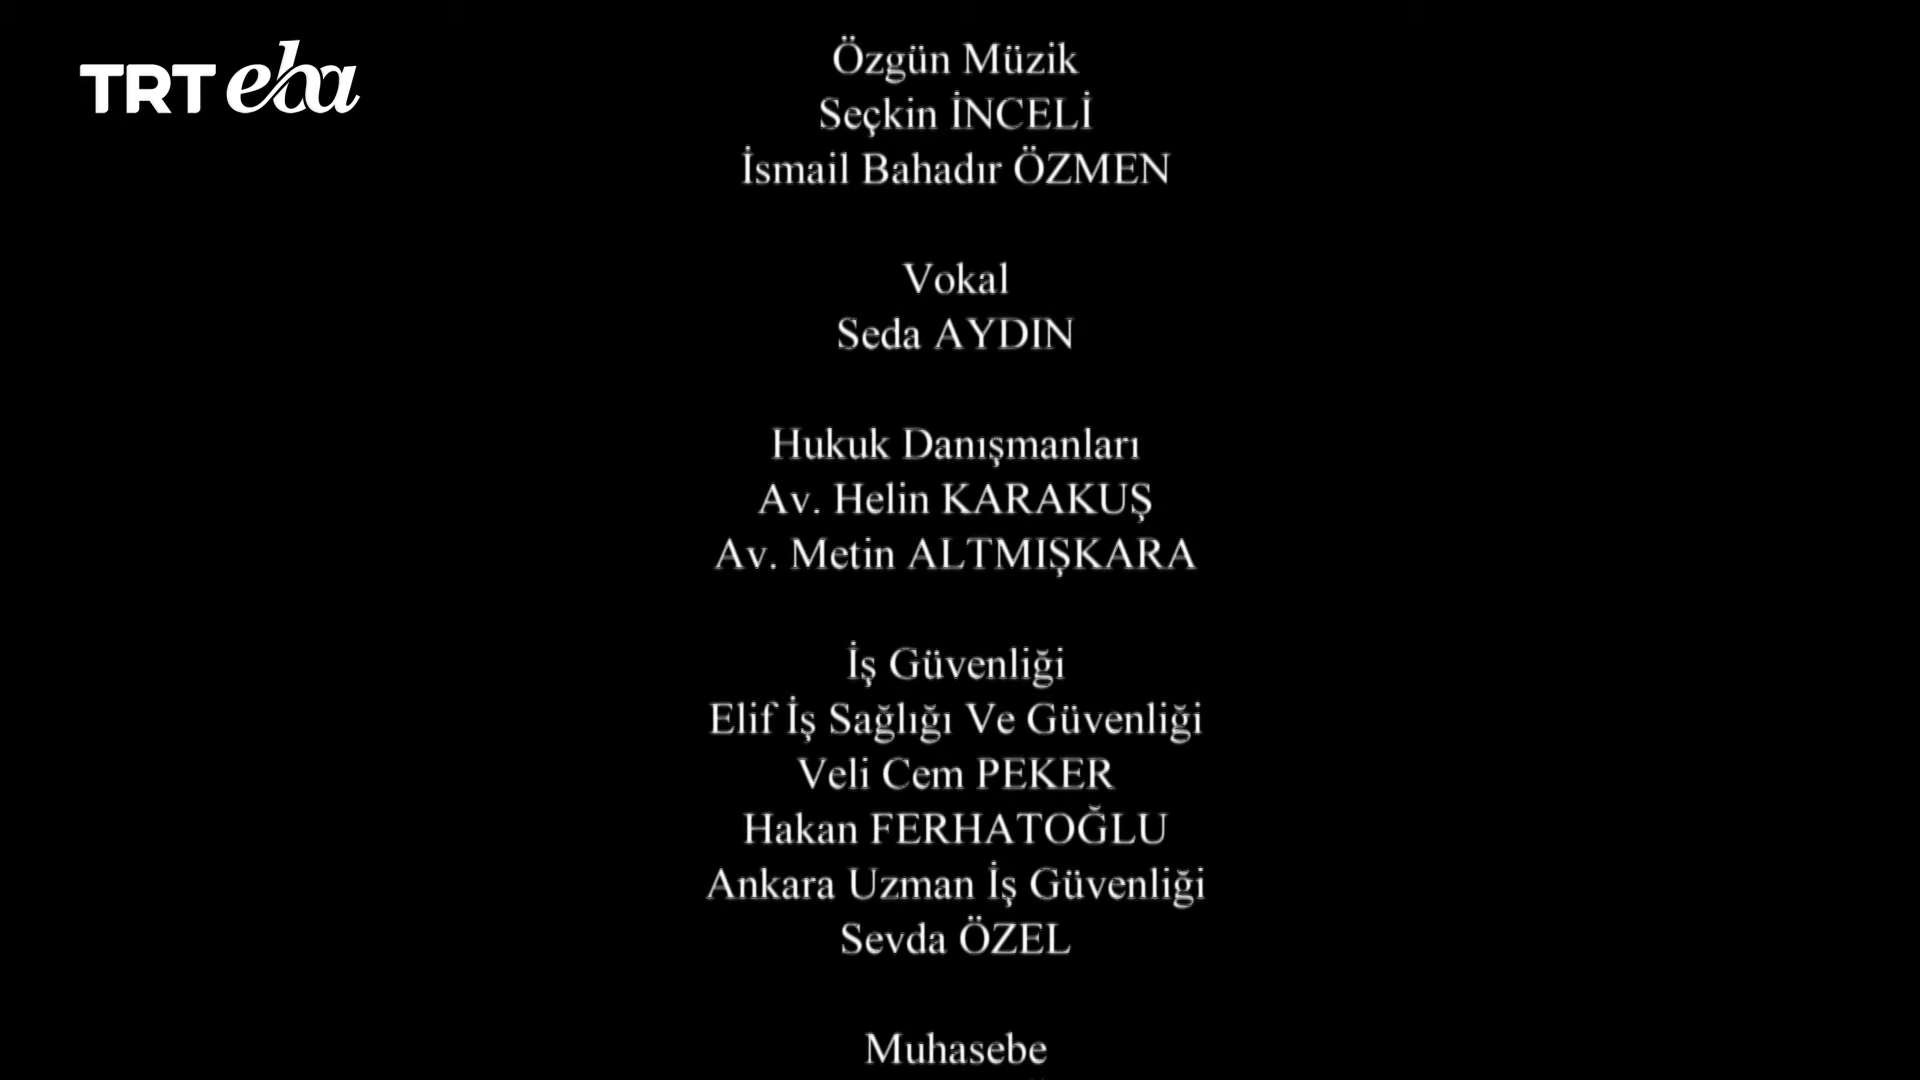 TRT eba
Özgün Müzik
Seçkin İNCELİ
İsmail Bahadır ÖZMEN
Vokal
Seda AYDIN
Hukuk Danışmanları
Av. Helin KARAKUŞ
Av. Metin ALTMIŞKARA
İş Güvenliği
Elif İş Sağlığı Ve Güvenliği
Veli Cem PEKER
Hakan FERHATOĞLU
Ankara Uzman İş Güvenliği
Sevda ÖZEL
Muhasebe